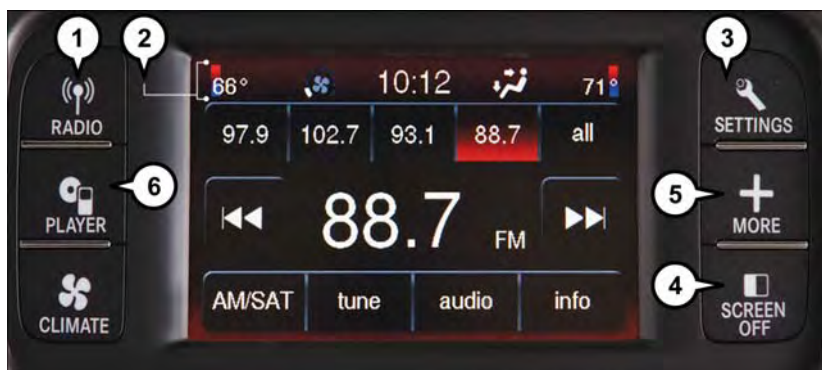 1
2
3
66° 10:12 71°
RADIO
SETTINGS
97.9 102.7 93.1 88.7 all
6
PLAYER
88.7 FM
5
MORE
AM/SAT tune audio info
4
CLIMATE
SCREEN
OFF